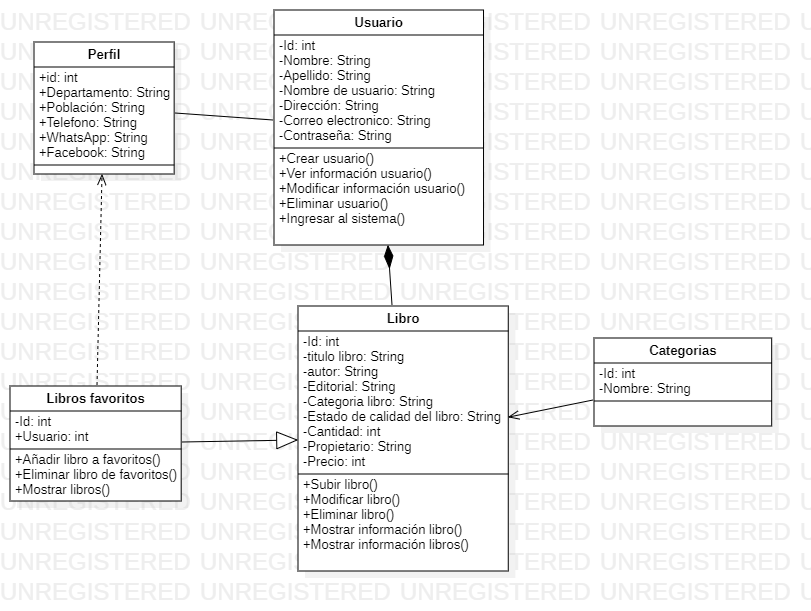 Usuario
-Id: int
-Nombre: String
-Apellido: String
-Nombre de usuario: String
-Dirección: String
-Correo electronico: String
-Contraseña: String
+Crear usuario()
+Ver información usuario()
+Modificar información usuario()
+Eliminar usuario()
+Ingresar al sistema()
Perfil
+id: int
+Departamento: String
+Población: String
+Telefono: String
+WhatsApp: String
+Facebook: String
Libro
-Id: int
-titulo libro: String
-autor: String
-Editorial: String
-Categoria libro: String
-Estado de calidad del libro: String
-Cantidad: int
-Propietario: String
-Precio: int
+Subir libro()
+Modificar libro()
+Eliminar libro()
+Mostrar información libro()
+Mostrar información libros()
Categorias
-Id: int
-Nombre: String
Libros favoritos
-Id: int
+Usuario: int
+Añadir libro a favoritos()
+Eliminar libro de favoritos()
+Mostrar libros()
UNREGISTERED